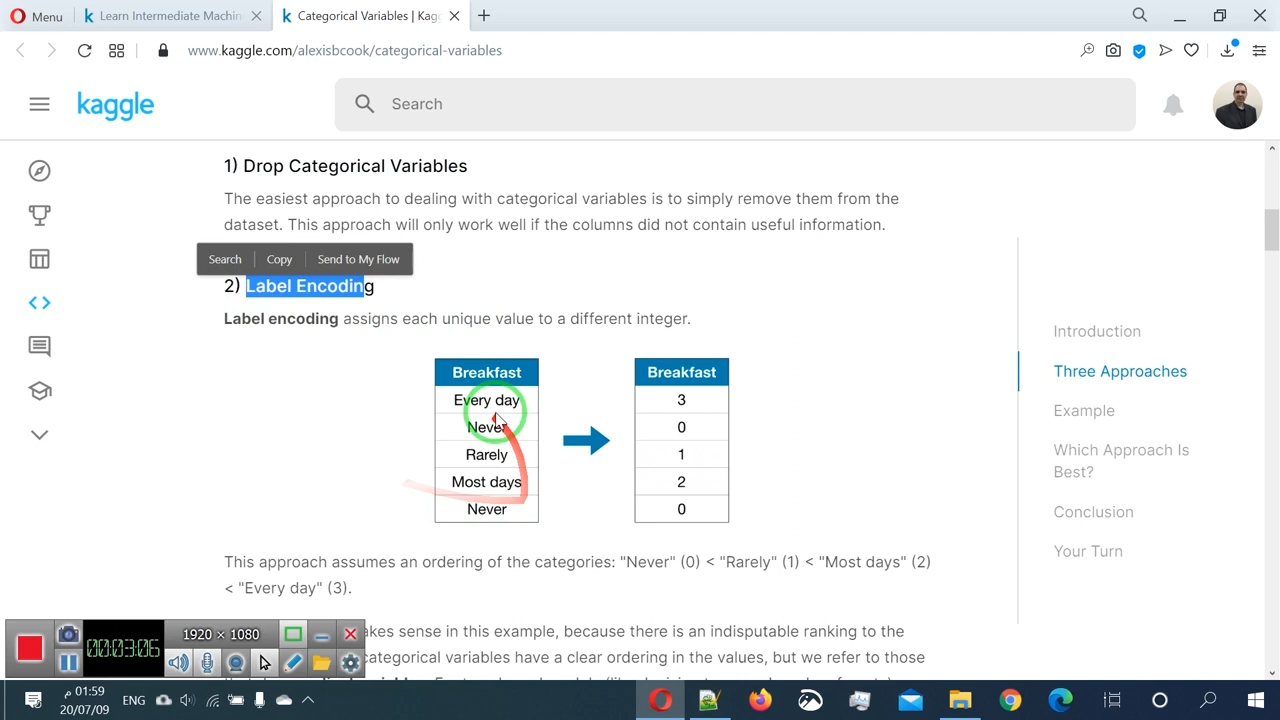 Menu
Learn Intermediate Machin
Categorical Variables | Kagg
www.kaggle.com/alexisbcook/categorical-variables
kaggle
Search
1) Drop Categorical Variables
The easiest approach to dealing with categorical variables is to simply remove them from the
dataset. This approach will only work well if the columns did not contain useful information.
Search
Copy
Send to My Flow
2) Label Encoding
Label encoding assigns each unique value to a different integer.
Breakfast
Every day
Never
Rarely
Most days
Never
Breakfast
3
0
1
2
0
This approach assumes an ordering of the categories: "Never" (0) < "Rarely" (1) < "Most days" (2)
< "Every day" (3).
akes sense in this example, because there is an indisputable ranking to the
categorical variables have a clear ordering in the values, but we refer to those
Introduction
Three Approaches
Example
Which Approach Is
Best?
Conclusion
Your Turn
00:03:06
1920 × 1080
ENG
01:59 م
20/07/09